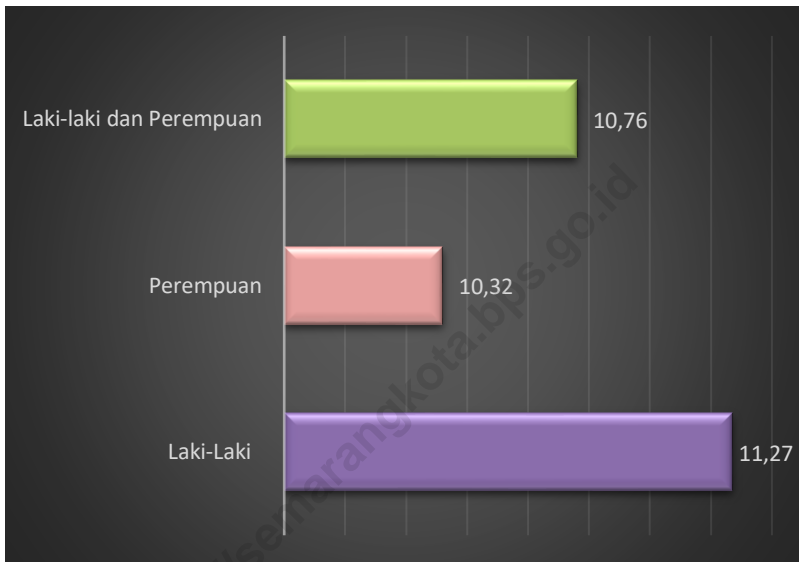 Laki-laki dan Perempuan
10,76
Perempuan
10,32
Laki-Laki
11,27
//semarangkota.bps.go.id